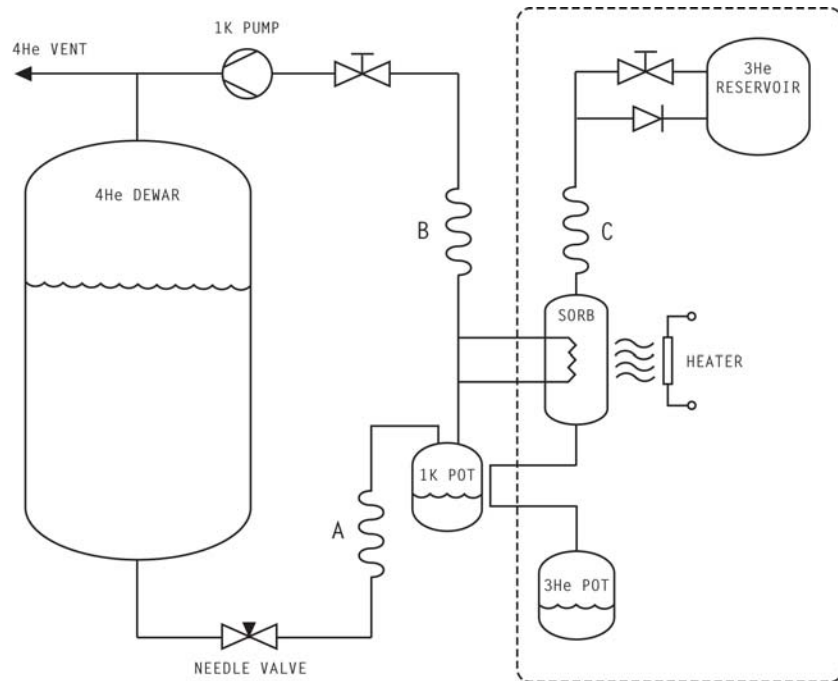 1K PUMP
4He VENT
3He
RESERVOIR
4He DEWAR
B
C
SORB
HEATER
1K POT
A
3He POT
NEEDLE VALVE